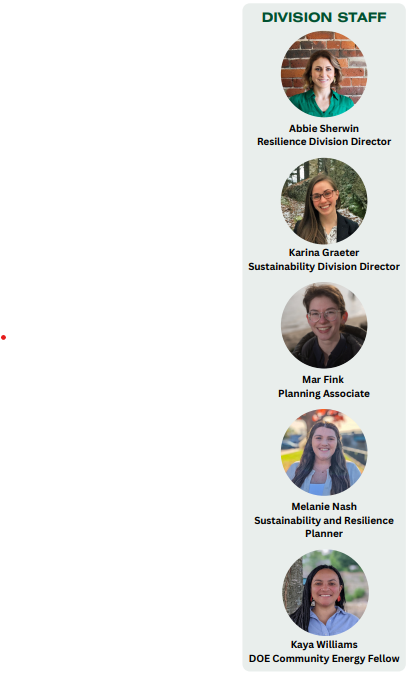 DIVISION STAFF
Abbie Sherwin
Resilience Division Director
Karina Graeter
Sustainability Division Director
Mar Fink
Planning Associate
Melanie Nash
Sustainability and Resilience
Planner
Kaya Williams
DOE Community Energy Fellow